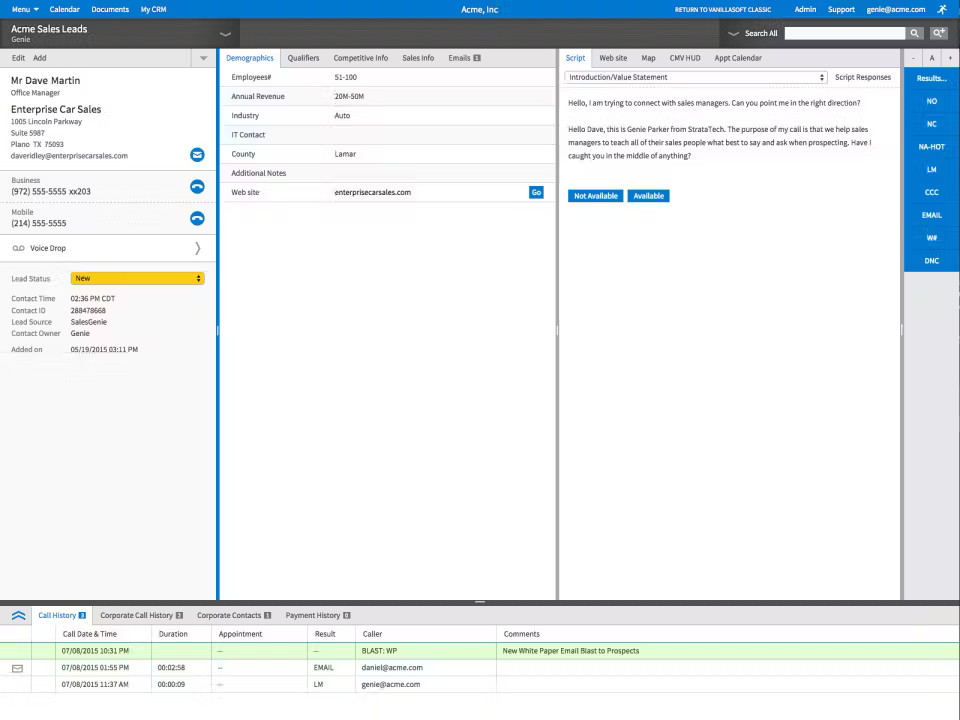 Menu Calendar Documents My CRM Acme, Inc RETURN TO VANILLASOFT CLASSIC Admin Support genie@acme.com
Acme Sales Leads
Genie
Search All
Edit Add
Mr Dave Martin
Office Manager
Enterprise Car Sales
1005 Lincoln Parkway
Suite 5987
Plano TX 75093
daveridley@enterprisecarsales.com
Business
(972) 555-5555 xx203
Mobile
(214) 555-5555
Voice Drop
Lead Status New
Contact Time 02:36 PM CDT
Contact ID 288478668
Lead Source SalesGenie
Contact Owner Genie
Added on 05/19/2015 03:11 PM
Demographics Qualifiers Competitive Info Sales Info Emails 1
Employees# 51-100
Annual Revenue 20M-50M
Industry Auto
IT Contact
County Lamar
Additional Notes
Web site enterprisecarsales.com Go
Script Web site Map CMV HUD Appt Calendar
Introduction/Value Statement Script Responses
Hello, I am trying to connect with sales managers. Can you point me in the right direction?
Hello Dave, this is Genie Parker from StrataTech. The purpose of my call is that we help sales
managers to teach all of their sales people what best to say and ask when prospecting. Have I
caught you in the middle of anything?
Not Available Available
- A +
Results...
NO
NC
NA-HOT
LM
CCC
EMAIL
W#
DNC
Call History 3 Corporate Call History 2 Corporate Contacts 1 Payment History 0
Call Date & Time Duration Appointment Result Caller Comments
07/08/2015 10:31 PM -- -- BLAST: WP New White Paper Email Blast to Prospects
07/08/2015 01:55 PM 00:02:58 -- EMAIL daniel@acme.com
07/08/2015 11:37 AM 00:00:09 -- LM genie@acme.com